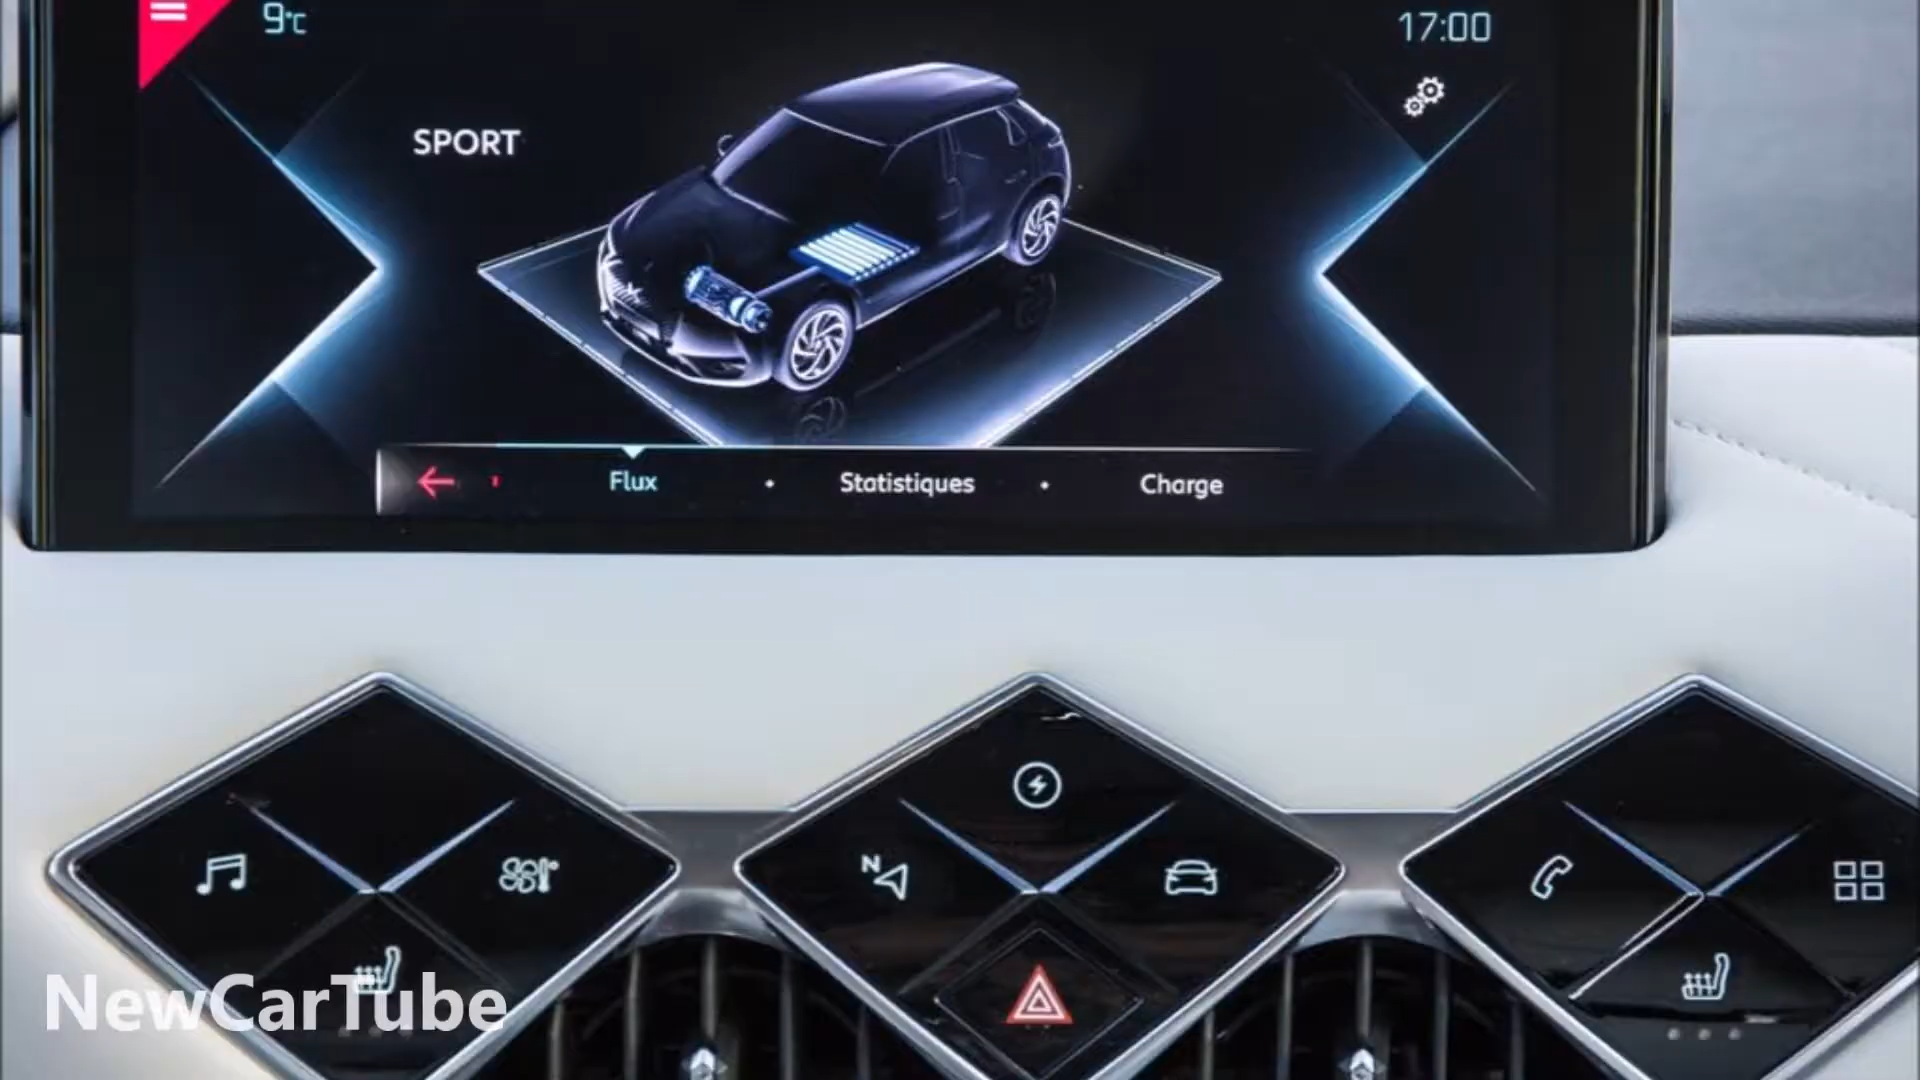 9°C
17:00
SPORT
Flux • Statistiques • Charge
N
NewCarTube